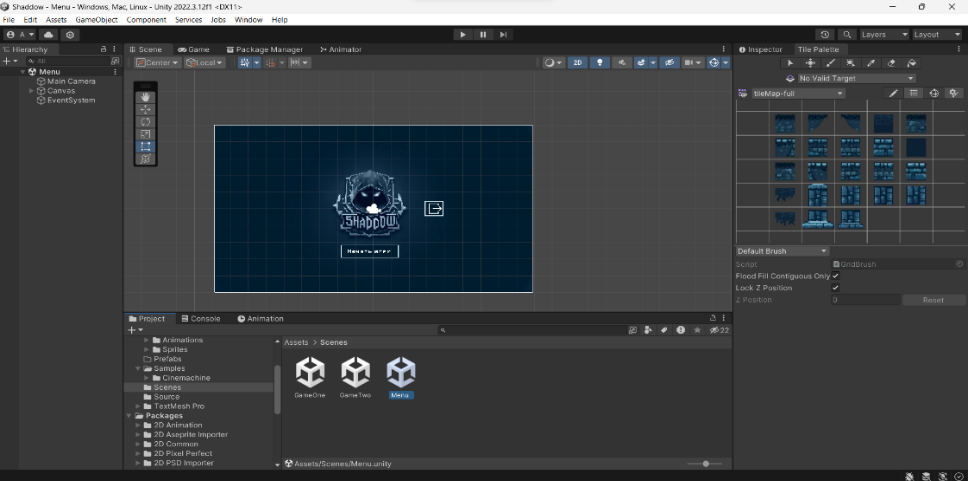 Shaddow - Menu - Windows, Mac, Linux - Unity 2022.3.12f1 <DX11>
File Edit Assets GameObject Component Services Jobs Window Help
A Layers Layout
Hierarchy Scene Game Package Manager Animator Inspector Tile Palette
All Center Local 2D
Menu
Main Camera
Canvas
EventSystem
No Valid Target
tileMap-full
SHADDOW
Default Brush
Script GridBrush
Flood Fill Contiguous Only
Lock Z Position
Z Position 0 Reset
Project Console Animation
22
Animations
Sprites
Prefabs
Samples
Cinemachine
Scenes
Source
TextMesh Pro
Packages
2D Animation
2D Aseprite Importer
2D Common
2D Pixel Perfect
2D PSD Importer
Assets > Scenes
GameOne GameTwo Menu
Assets/Scenes/Menu.unity